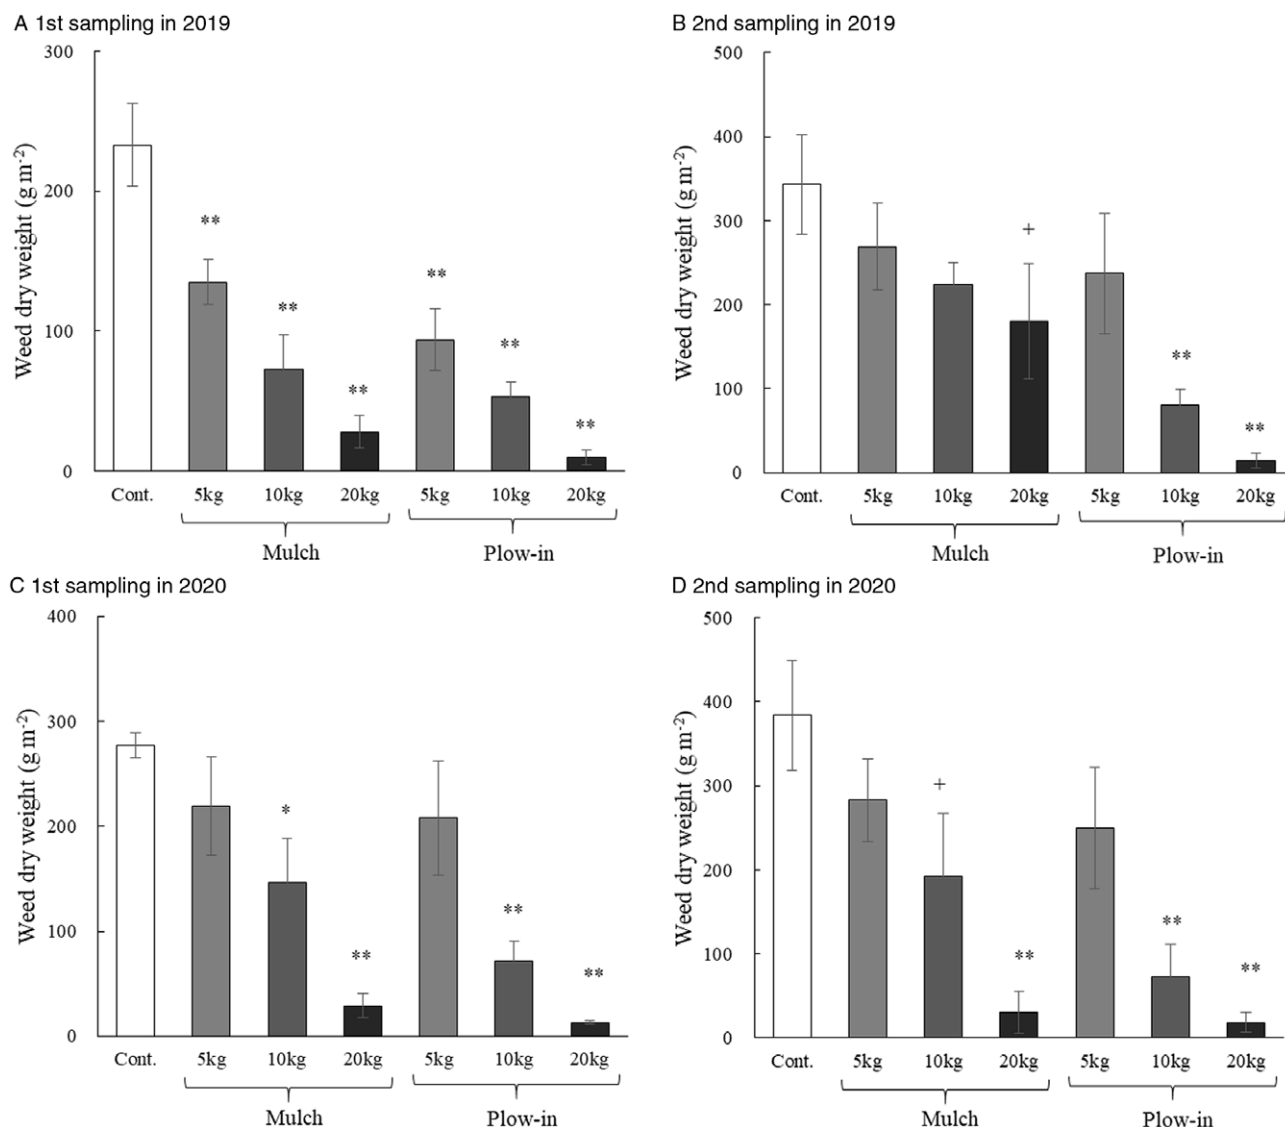 A 1st sampling in 2019
300
200
100
0
Weed dry weight (g m-2)
**
**
**
**
**
**
Cont. 5kg 10kg 20kg 5kg 10kg 20kg
Mulch Plow-in
B 2nd sampling in 2019
500
400
300
200
100
0
Weed dry weight (g m-2)
+
**
**
Cont. 5kg 10kg 20kg 5kg 10kg 20kg
Mulch Plow-in
C 1st sampling in 2020
400
300
200
100
0
Weed dry weight (g m-2)
*
**
**
**
Cont. 5kg 10kg 20kg 5kg 10kg 20kg
Mulch Plow-in
D 2nd sampling in 2020
500
400
300
200
100
0
Weed dry weight (g m-2)
+
**
**
**
Cont. 5kg 10kg 20kg 5kg 10kg 20kg
Mulch Plow-in